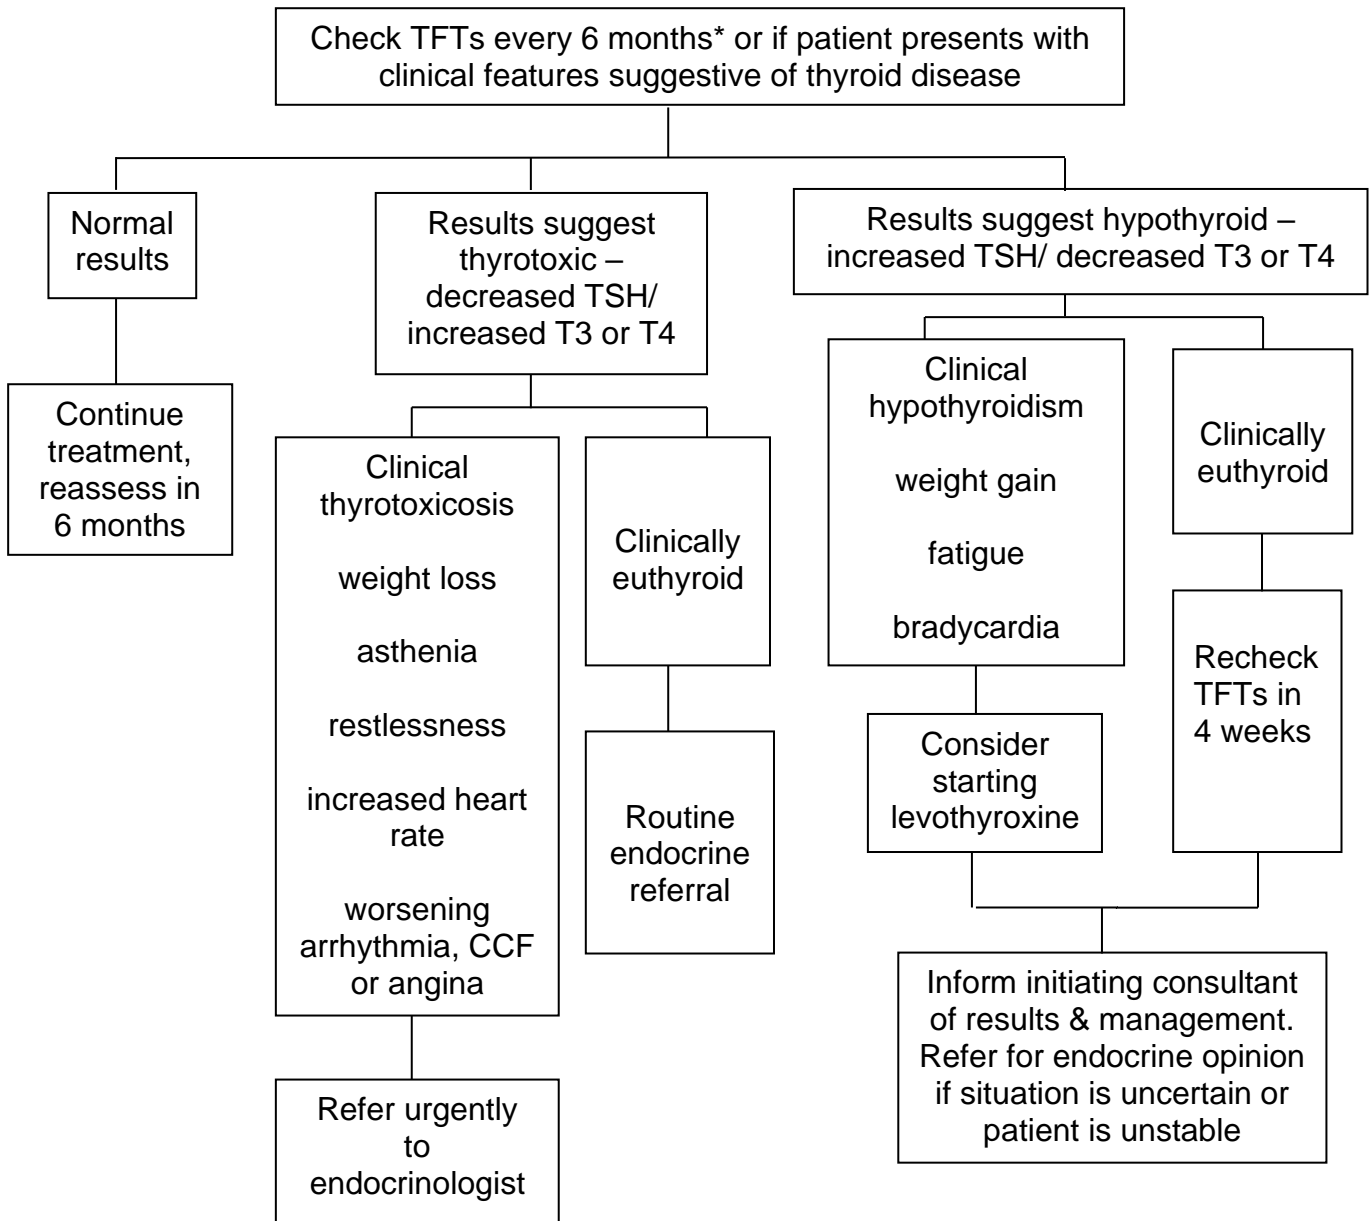 Check TFTs every 6 months* or if patient presents with
clinical features suggestive of thyroid disease
Normal
results
Continue
treatment,
reassess in
6 months
Results suggest
thyrotoxic –
decreased TSH/
increased T3 or T4
Clinical
thyrotoxicosis
weight loss
asthenia
restlessness
increased heart
rate
worsening
arrhythmia, CCF
or angina
Refer urgently
to
endocrinologist
Clinically
euthyroid
Routine
endocrine
referral
Results suggest hypothyroid –
increased TSH/ decreased T3 or T4
Clinical
hypothyroidism
weight gain
fatigue
bradycardia
Consider
starting
levothyroxine
Clinically
euthyroid
Recheck
TFTs in
4 weeks
Inform initiating consultant
of results & management.
Refer for endocrine opinion
if situation is uncertain or
patient is unstable